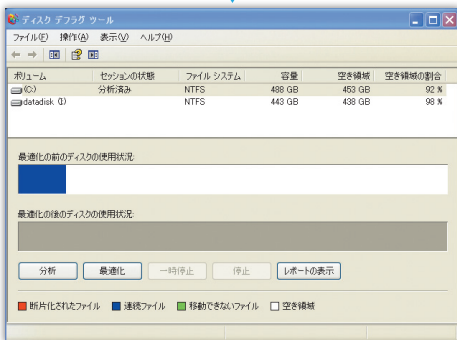 ディスク デフラグ ツール
ファイル(F) 操作(A) 表示(V) ヘルプ(H)
ボリューム セッションの状態 ファイル システム 容量 空き領域 空き領域の割合
(C:) 分析済み NTFS 488 GB 453 GB 92 %
datadisk (I:) NTFS 443 GB 438 GB 98 %
最適化の前のディスクの使用状況:
最適化の後のディスクの使用状況:
分析 最適化 一時停止 停止 レポートの表示
断片化されたファイル 連続ファイル 移動できないファイル 空き領域